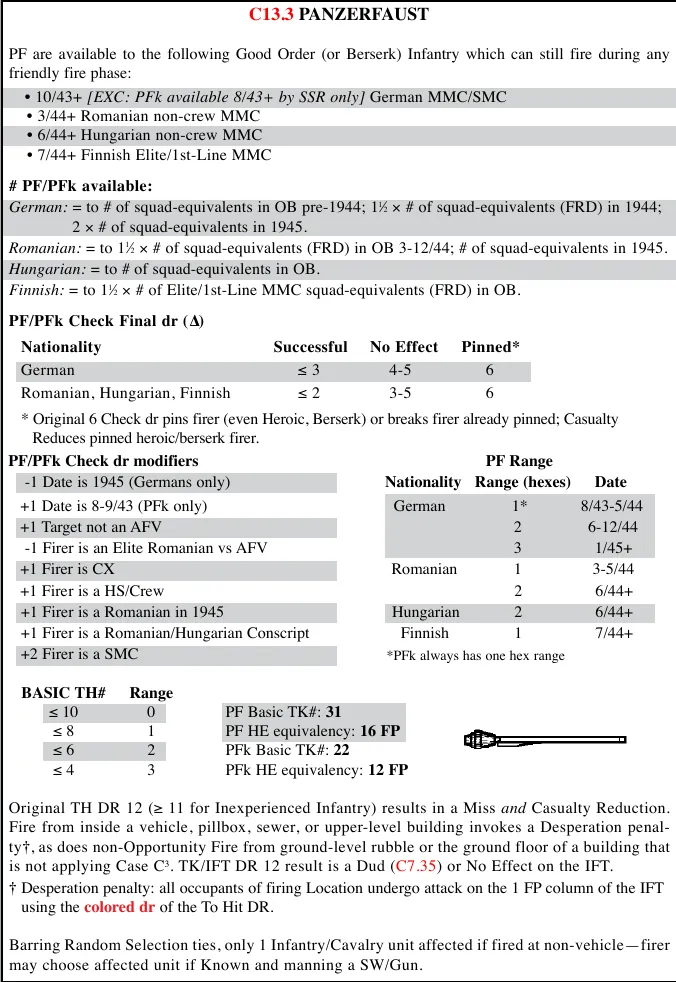 C13.3 PANZERFAUST
PF are available to the following Good Order (or Berserk) Infantry which can still fire during any
friendly fire phase:
• 10/43+ [EXC: PFk available 8/43+ by SSR only] German MMC/SMC
• 3/44+ Romanian non-crew MMC
• 6/44+ Hungarian non-crew MMC
• 7/44+ Finnish Elite/1st-Line MMC
# PF/PFk available:
German: = to # of squad-equivalents in OB pre-1944; 1½ × # of squad-equivalents (FRD) in 1944;
2 × # of squad-equivalents in 1945.
Romanian: = to 1½ × # of squad-equivalents (FRD) in OB 3-12/44; # of squad-equivalents in 1945.
Hungarian: = to # of squad-equivalents in OB.
Finnish: = to 1½ × # of Elite/1st-Line MMC squad-equivalents (FRD) in OB.
PF/PFk Check Final dr (Δ)
Nationality Successful No Effect Pinned*
German ≤ 3 4-5 6
Romanian, Hungarian, Finnish ≤ 2 3-5 6
* Original 6 Check dr pins firer (even Heroic, Berserk) or breaks firer already pinned; Casualty
Reduces pinned heroic/berserk firer.
PF/PFk Check dr modifiers
-1 Date is 1945 (Germans only)
+1 Date is 8-9/43 (PFk only)
+1 Target not an AFV
-1 Firer is an Elite Romanian vs AFV
+1 Firer is CX
+1 Firer is a HS/Crew
+1 Firer is a Romanian in 1945
+1 Firer is a Romanian/Hungarian Conscript
+2 Firer is a SMC
PF Range
Nationality Range (hexes) Date
German 1* 8/43-5/44
2 6-12/44
3 1/45+
Romanian 1 3-5/44
2 6/44+
Hungarian 2 6/44+
Finnish 1 7/44+
*PFk always has one hex range
BASIC TH# Range
≤ 10 0
≤ 8 1
≤ 6 2
≤ 4 3
PF Basic TK#: 31
PF HE equivalency: 16 FP
PFk Basic TK#: 22
PFk HE equivalency: 12 FP
Original TH DR 12 (≥ 11 for Inexperienced Infantry) results in a Miss and Casualty Reduction.
Fire from inside a vehicle, pillbox, sewer, or upper-level building invokes a Desperation penal-
ty†, as does non-Opportunity Fire from ground-level rubble or the ground floor of a building that
is not applying Case C³. TK/IFT DR 12 result is a Dud (C7.35) or No Effect on the IFT.
† Desperation penalty: all occupants of firing Location undergo attack on the 1 FP column of the IFT
using the colored dr of the To Hit DR.
Barring Random Selection ties, only 1 Infantry/Cavalry unit affected if fired at non-vehicle—firer
may choose affected unit if Known and manning a SW/Gun.